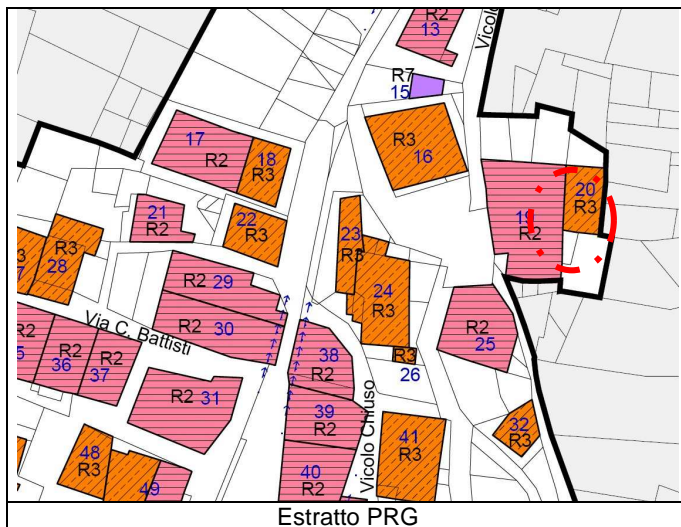 R2
13
Vicolo
R7
15
17
R2
18
R3
R3
16
20
R3
19
R2
21
R2
22
R3
23
R3
R3
28
R2
29
24
R3
R2
30
R2
25
Via C. Battisti
R2
R2
36
R2
37
38
R2
R3
26
R2
31
39
R2
Vicolo Chiuso
41
R3
32
R3
48
R3
49
40
R2
Estratto PRG